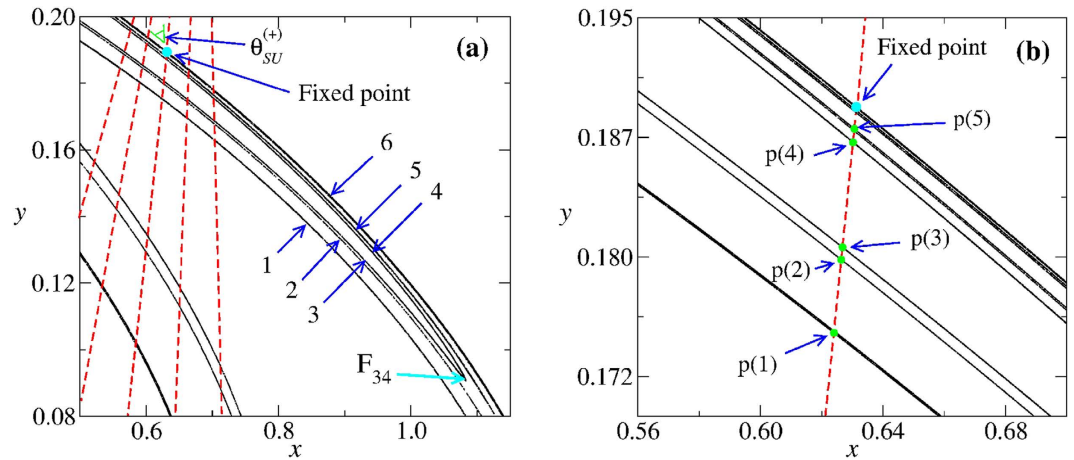 0.20
0.16
0.12
0.08
y
0.6
0.8
1.0
x
(a)
θ_SU^(+)
Fixed point
6
5
4
1
2
3
F_34
0.195
0.187
0.180
0.172
y
0.56
0.60
0.64
0.68
x
(b)
Fixed point
p(5)
p(4)
p(3)
p(2)
p(1)